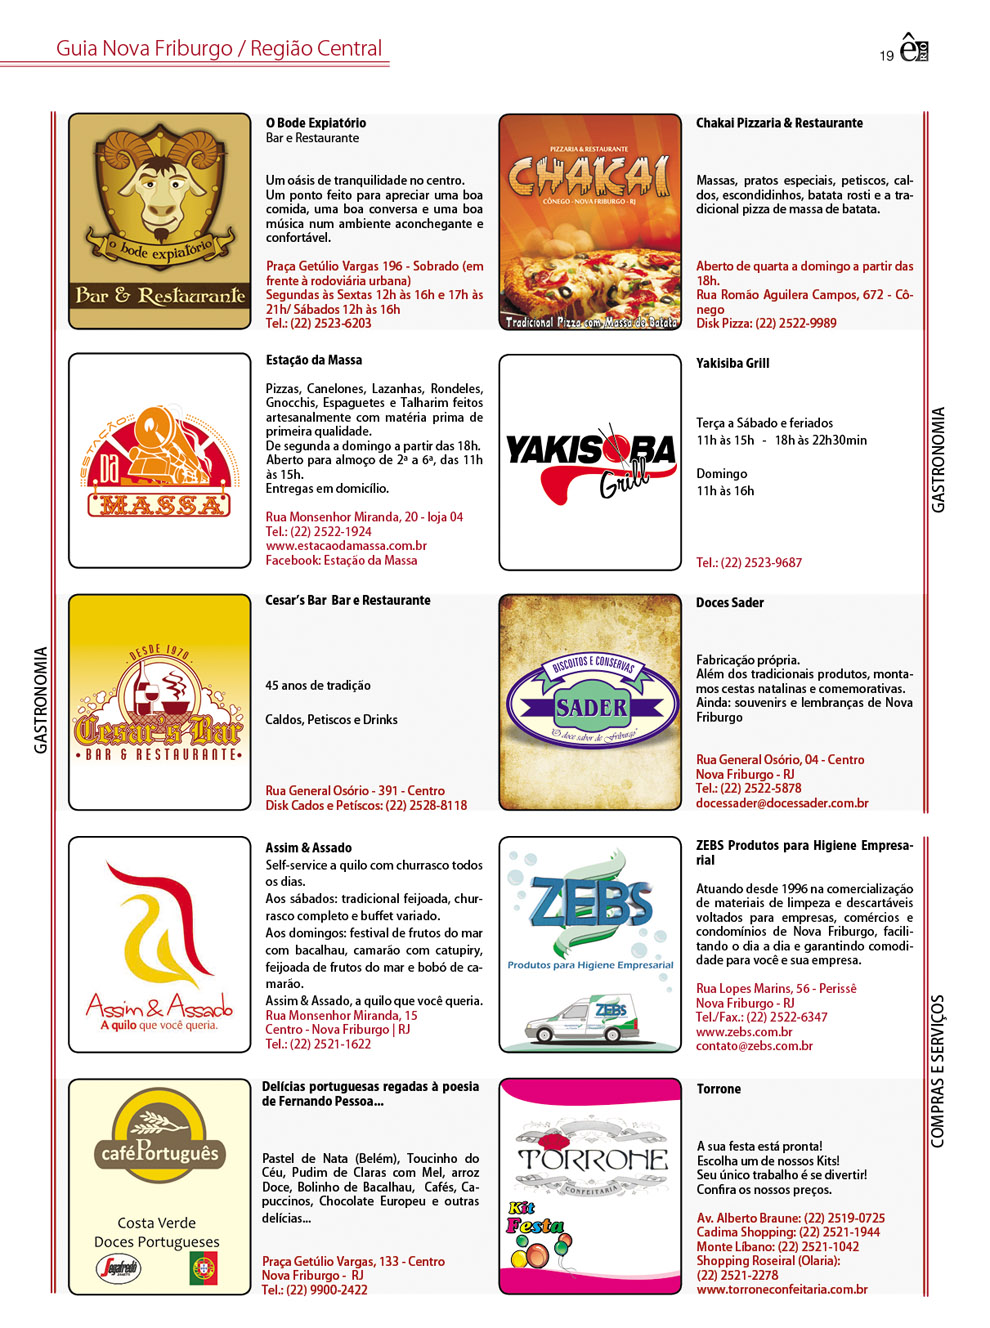 Guia Nova Friburgo / Região Central
19 ê RIO
o bode expiatório
Bar & Restaurante
O Bode Expiatório
Bar e Restaurante
Um oásis de tranquilidade no centro.
Um ponto feito para apreciar uma boa
comida, uma boa conversa e uma boa
música num ambiente aconchegante e
confortável.
Praça Getúlio Vargas 196 - Sobrado (em
frente à rodoviária urbana)
Segundas às Sextas 12h às 16h e 17h às
21h/ Sábados 12h às 16h
Tel.: (22) 2523-6203
PIZZARIA & RESTAURANTE
CHAKAI
CÔNEGO - NOVA FRIBURGO - RJ
Tradicional Pizza com Massa de Batata
Chakai Pizzaria & Restaurante
Massas, pratos especiais, petiscos, cal-
dos, escondidinhos, batata rosti e a tra-
dicional pizza de massa de batata.
Aberto de quarta a domingo a partir das
18h.
Rua Romão Aguilera Campos, 672 - Cô-
nego
Disk Pizza: (22) 2522-9989
ESTAÇÃO
DA
MASSA
Estação da Massa
Pizzas, Canelones, Lazanhas, Rondeles,
Gnocchis, Espaguetes e Talharim feitos
artesanalmente com matéria prima de
primeira qualidade.
De segunda a domingo a partir das 18h.
Aberto para almoço de 2ª a 6ª, das 11h
às 15h.
Entregas em domicílio.
Rua Monsenhor Miranda, 20 - loja 04
Tel.: (22) 2522-1924
www.estacaodamassa.com.br
Facebook: Estação da Massa
YAKISOBA
Grill
Yakisiba Grill
Terça a Sábado e feriados
11h às 15h - 18h às 22h30min
Domingo
11h às 16h
Tel.: (22) 2523-9687
GASTRONOMIA
DESDE 1970
Cesar's Bar
BAR & RESTAURANTE
Cesar's Bar Bar e Restaurante
45 anos de tradição
Caldos, Petiscos e Drinks
Rua General Osório - 391 - Centro
Disk Cados e Petíscos: (22) 2528-8118
BISCOITOS E CONSERVAS
SADER
"O doce sabor de Friburgo"
Doces Sader
Fabricação própria.
Além dos tradicionais produtos, monta-
mos cestas natalinas e comemorativas.
Ainda: souvenirs e lembranças de Nova
Friburgo
Rua General Osório, 04 - Centro
Nova Friburgo - RJ
Tel.: (22) 2522-5878
docessader@docessader.com.br
GASTRONOMIA
Assim & Assado
A quilo que você queria.
Assim & Assado
Self-service a quilo com churrasco todos
os dias.
Aos sábados: tradicional feijoada, chur-
rasco completo e buffet variado.
Aos domingos: festival de frutos do mar
com bacalhau, camarão com catupiry,
feijoada de frutos do mar e bobó de ca-
marão.
Assim & Assado, a quilo que você queria.
Rua Monsenhor Miranda, 15
Centro - Nova Friburgo | RJ
Tel.: (22) 2521-1622
ZEBS
Produtos para Higiene Empresarial
ZEBS
ZEBS Produtos para Higiene Empresa-
rial
Atuando desde 1996 na comercialização
de materiais de limpeza e descartáveis
voltados para empresas, comércios e
condomínios de Nova Friburgo, facili-
tando o dia a dia e garantindo comodi-
dade para você e sua empresa.
Rua Lopes Marins, 56 - Perissê
Nova Friburgo - RJ
Tel./Fax.: (22) 2522-6347
www.zebs.com.br
contato@zebs.com.br
COMPRAS E SERVIÇOS
caféPortuguês
Costa Verde
Doces Portugueses
Segafredo
Delícias portuguesas regadas à poesia
de Fernando Pessoa...
Pastel de Nata (Belém), Toucinho do
Céu, Pudim de Claras com Mel, arroz
Doce, Bolinho de Bacalhau, Cafés, Ca-
puccinos, Chocolate Europeu e outras
delícias...
Praça Getúlio Vargas, 133 - Centro
Nova Friburgo - RJ
Tel.: (22) 9900-2422
TORRONE
CONFEITARIA
Kit
Festa
Torrone
A sua festa está pronta!
Escolha um de nossos Kits!
Seu único trabalho é se divertir!
Confira os nossos preços.
Av. Alberto Braune: (22) 2519-0725
Cadima Shopping: (22) 2521-1944
Monte Líbano: (22) 2521-1042
Shopping Roseiral (Olaria):
(22) 2521-2278
www.torroneconfeitaria.com.br